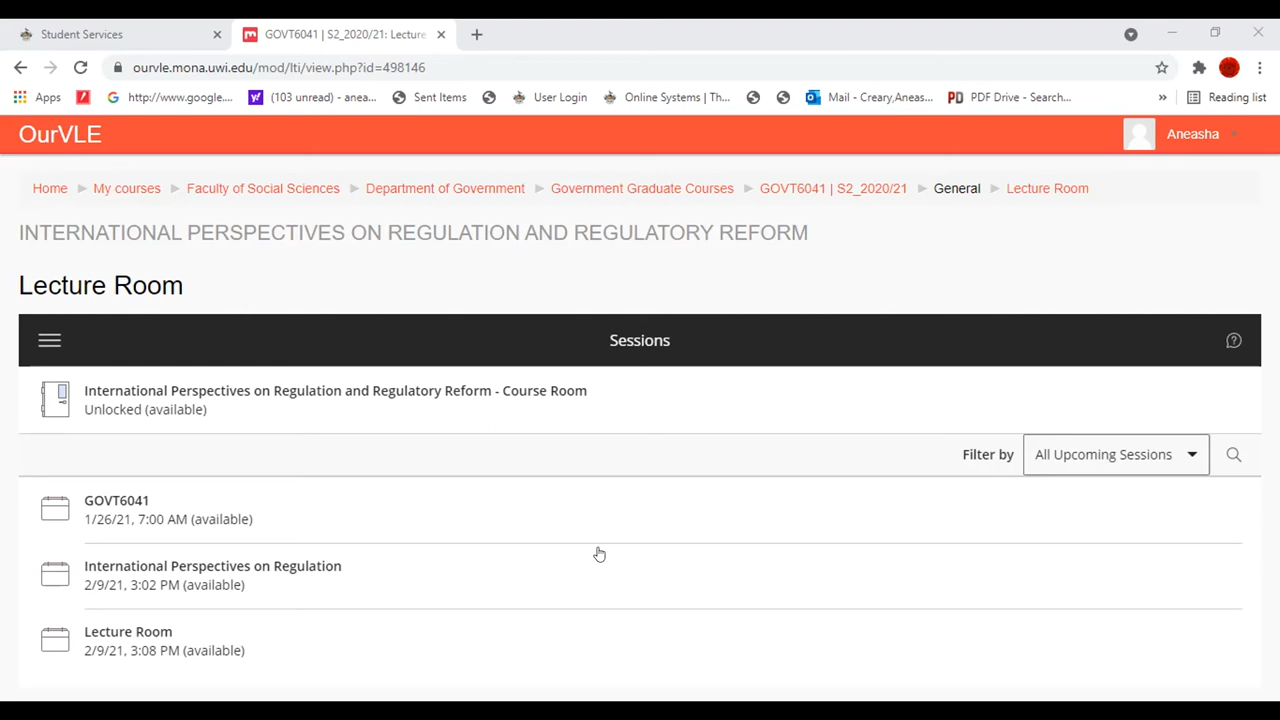 Student Services
GOVT6041 | S2_2020/21: Lecture
ourvle.mona.uwi.edu/mod/lti/view.php?id=498146
Apps http://www.google.... (103 unread) - anea... Sent Items User Login Online Systems | Th... Mail - Creary,Aneas... PD PDF Drive - Search... » Reading list
OurVLE Aneasha
Home My courses Faculty of Social Sciences Department of Government Government Graduate Courses GOVT6041 | S2_2020/21 General Lecture Room
INTERNATIONAL PERSPECTIVES ON REGULATION AND REGULATORY REFORM
Lecture Room
Sessions
International Perspectives on Regulation and Regulatory Reform - Course Room
Unlocked (available)
Filter by All Upcoming Sessions
GOVT6041
1/26/21, 7:00 AM (available)
International Perspectives on Regulation
2/9/21, 3:02 PM (available)
Lecture Room
2/9/21, 3:08 PM (available)